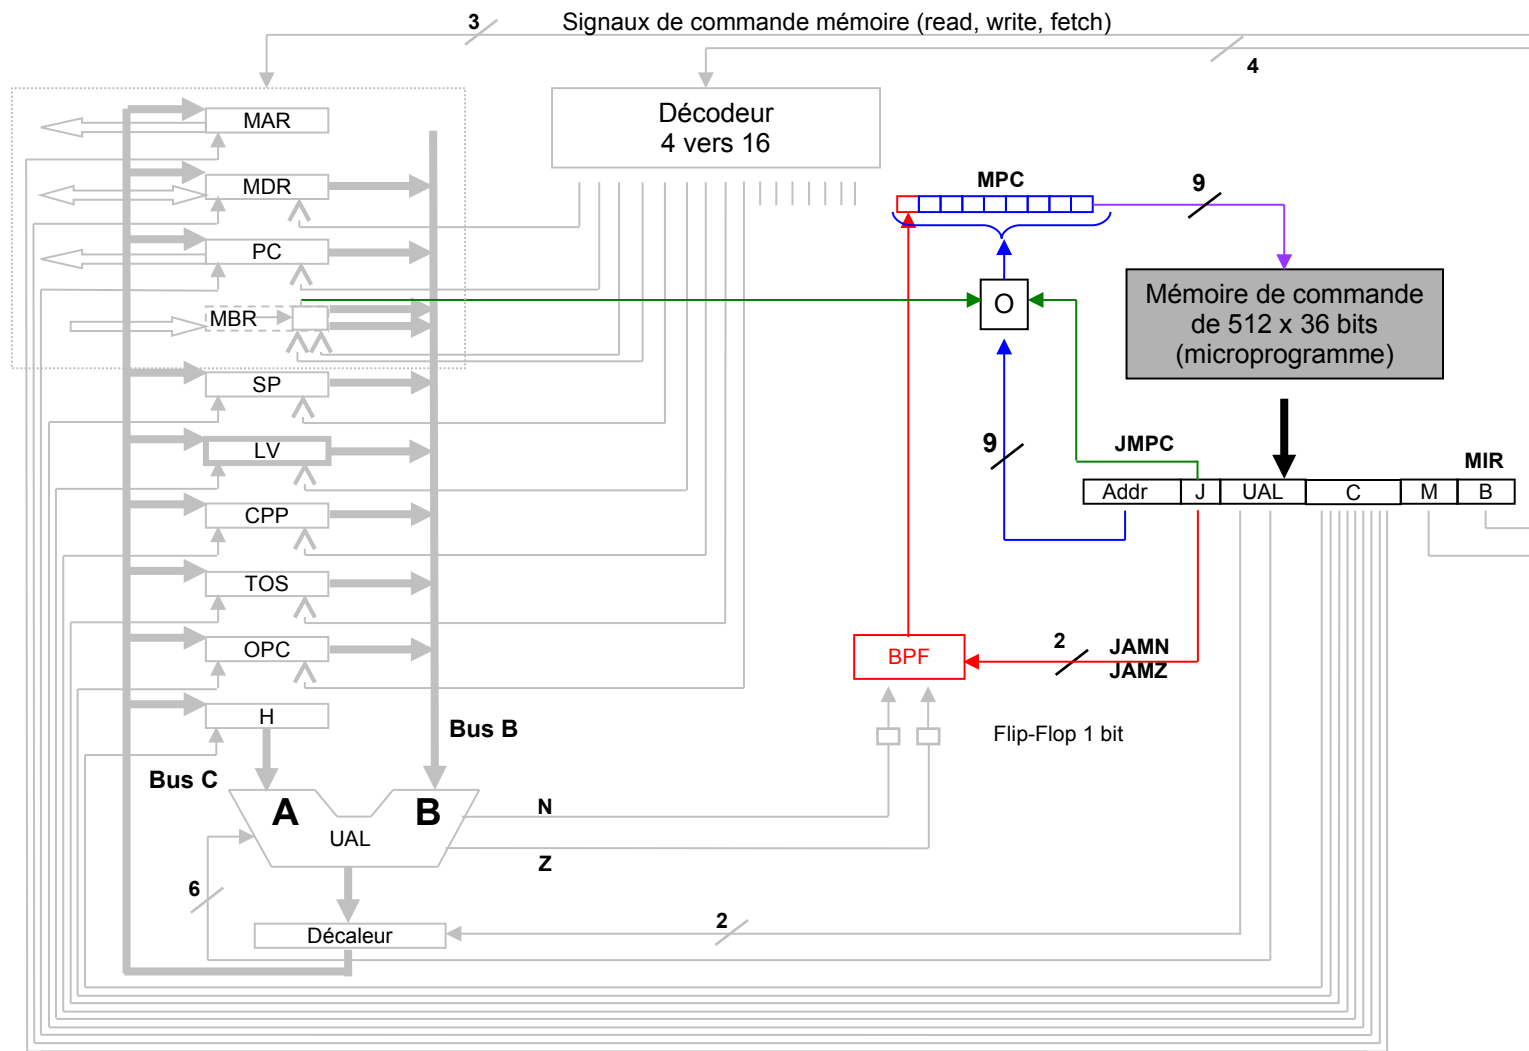 3
Signaux de commande mémoire (read, write, fetch)
4
Décodeur
4 vers 16
MAR
MDR
PC
MBR
SP
LV
CPP
TOS
OPC
H
Bus B
Bus C
A
B
UAL
N
Z
6
Décaleur
2
MPC
9
O
Mémoire de commande
de 512 x 36 bits
(microprogramme)
9
JMPC
MIR
Addr
J
UAL
C
M
B
BPF
2
JAMN
JAMZ
Flip-Flop 1 bit